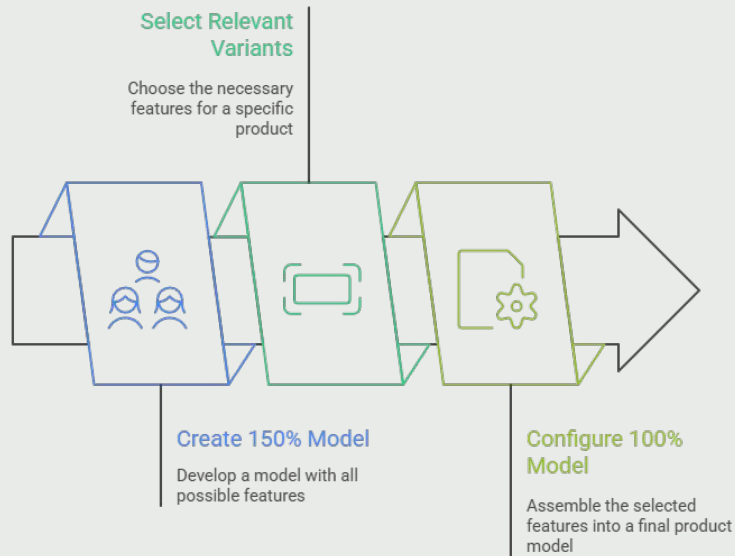 Select Relevant
Variants
Choose the necessary
features for a specific
product
Create 150% Model
Develop a model with all
possible features
Configure 100%
Model
Assemble the selected
features into a final product
model